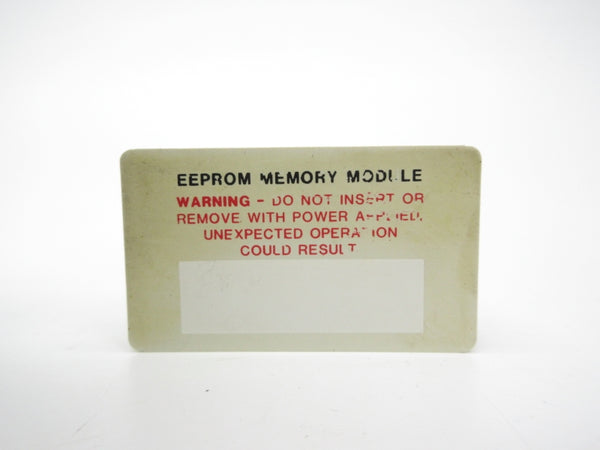 EEPROM MEMORY MODULE
WARNING - DO NOT INSERT OR
REMOVE WITH POWER APPLIED,
UNEXPECTED OPERATION
COULD RESULT